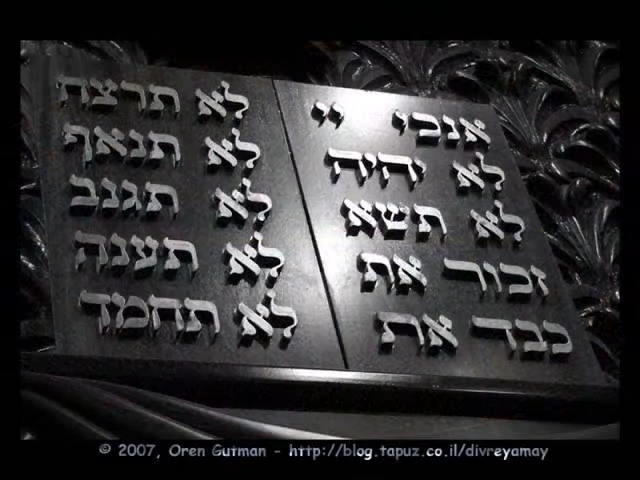 אנכי יי
לא יהיה
לא תשא
זכור את
כבד את
לא תרצח
לא תנאף
לא תגנב
לא תענה
לא תחמד
© 2007, Oren Gutman - http://blog.tapuz.co.il/divreyamay